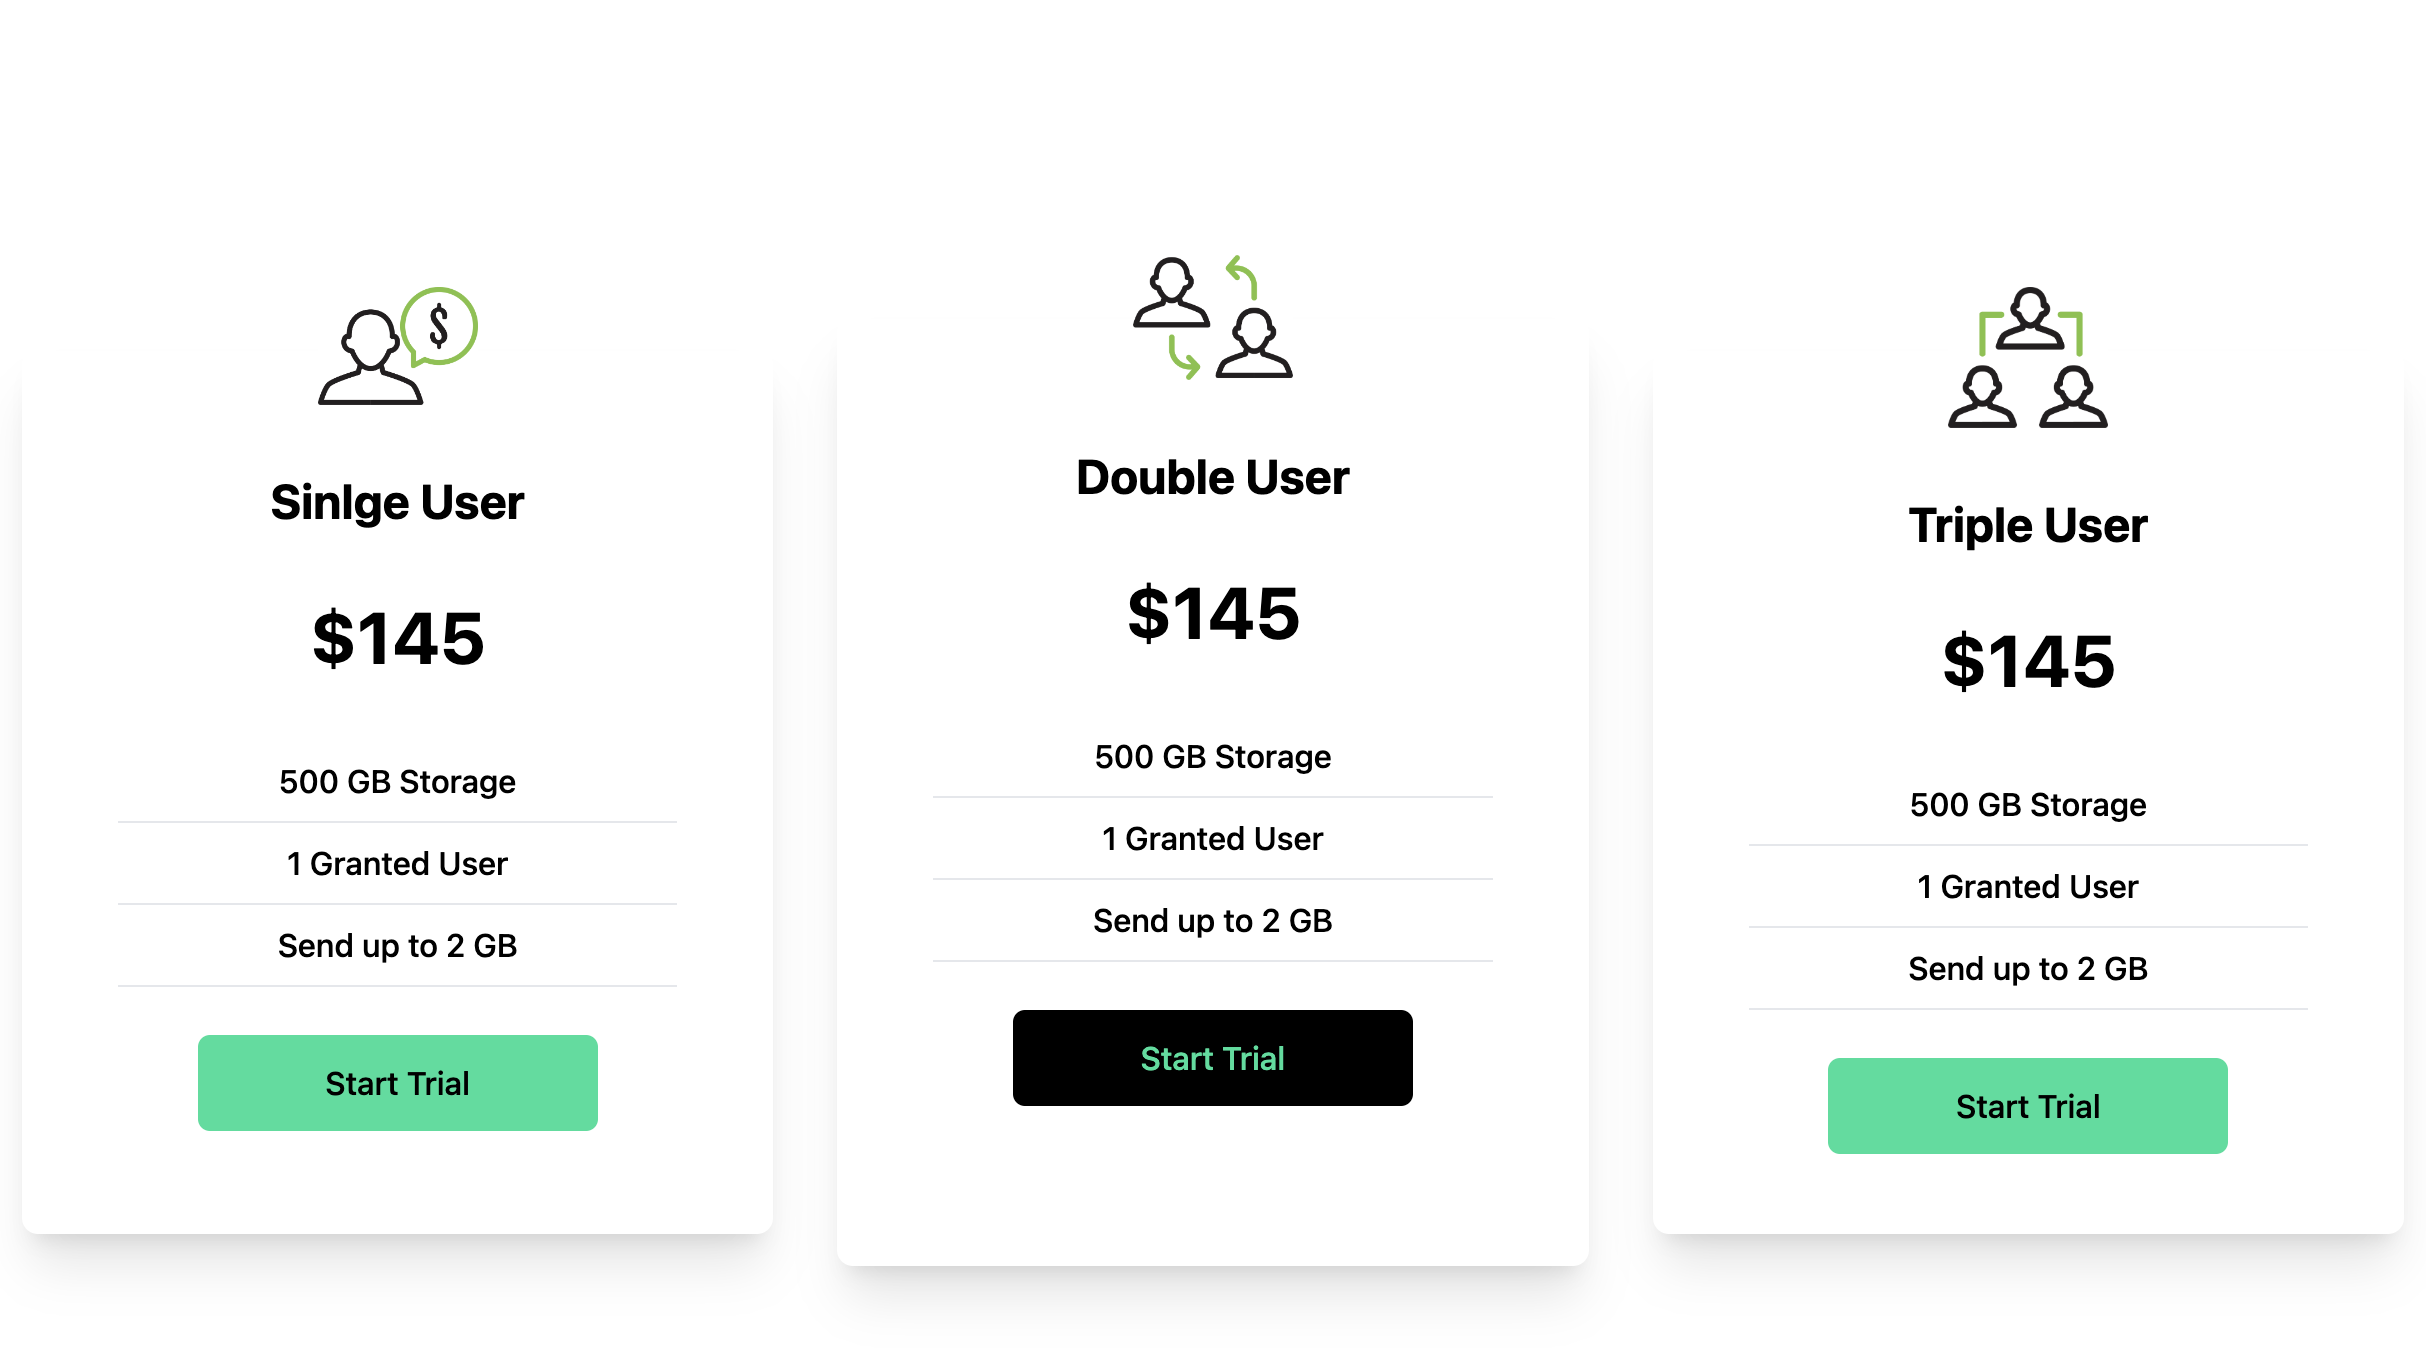 $
Sinlge User
$145
500 GB Storage
1 Granted User
Send up to 2 GB
Start Trial
Double User
$145
500 GB Storage
1 Granted User
Send up to 2 GB
Start Trial
Triple User
$145
500 GB Storage
1 Granted User
Send up to 2 GB
Start Trial